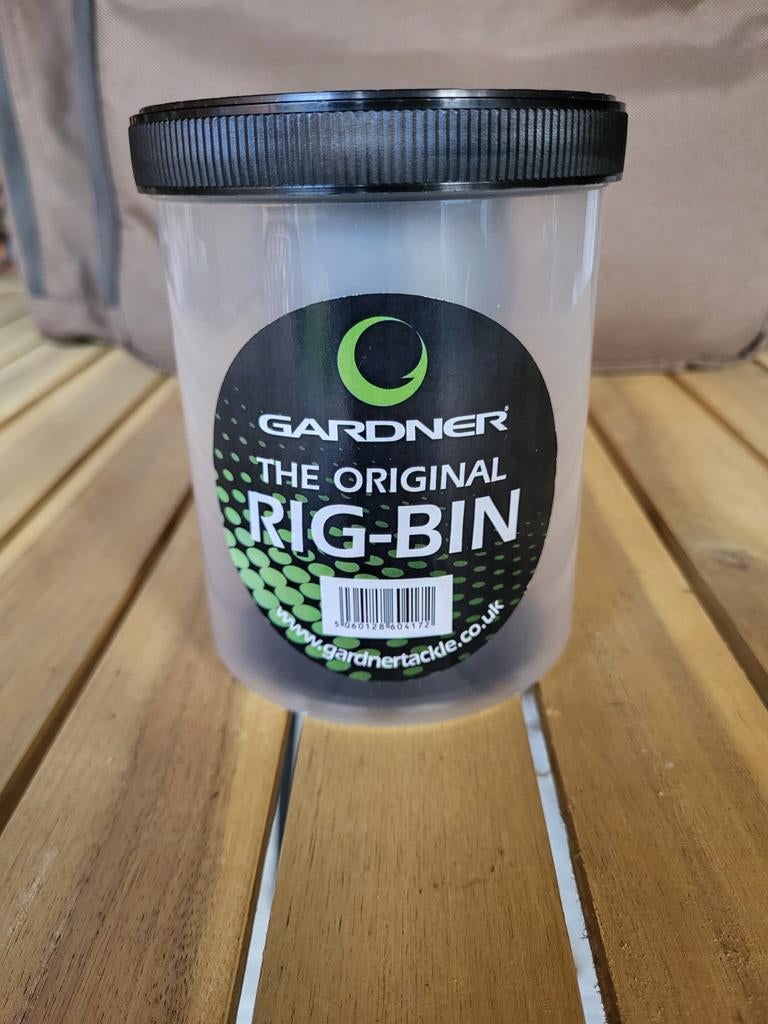 GARDNER
THE ORIGINAL
RIG-BIN
5 060128 604172
www.gardnertackle.co.uk